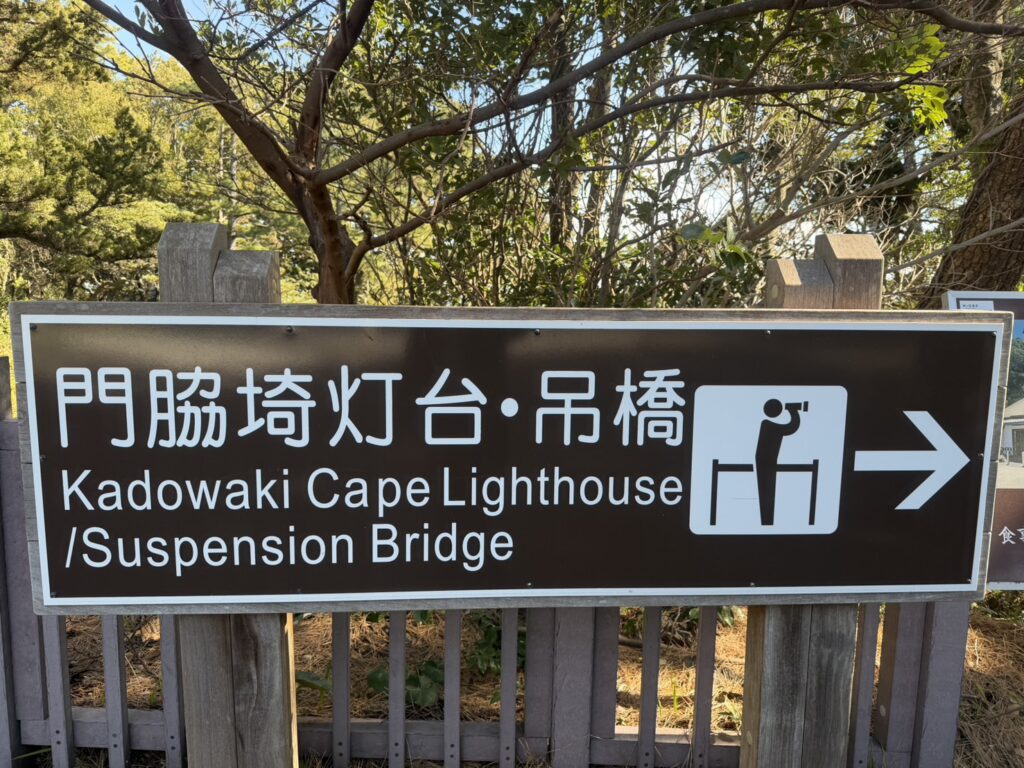 門脇埼灯台・吊橋
Kadowaki Cape Lighthouse
/Suspension Bridge